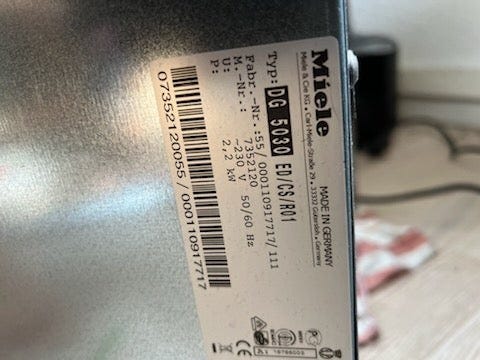 Miele
MADE IN GERMANY
Miele & Cie KG • Carl-Miele-Straße 29 • 33332 Gütersloh • Germany
Typ: DG 5030 ED/CS/R01
Fabr.-Nr.:55/000110917717/111
M.-Nr.: 7352120
U: ~230 V 50/60 Hz
P: 2,2 kW
07352120055/000110917717